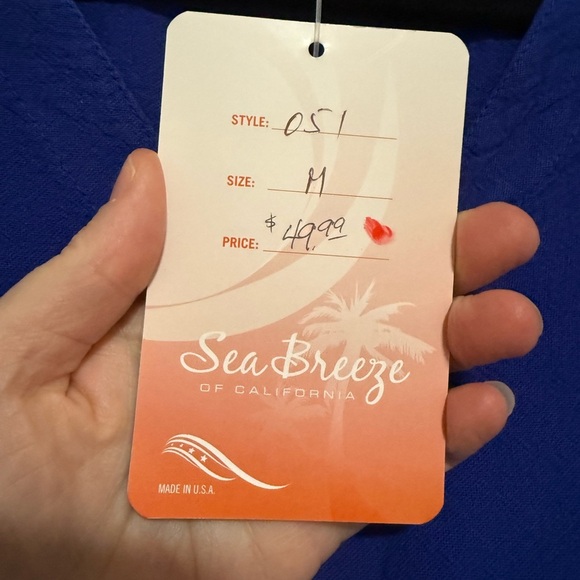 STYLE: 051
SIZE: M
PRICE: $49.99
Sea Breeze
OF CALIFORNIA
MADE IN U.S.A.